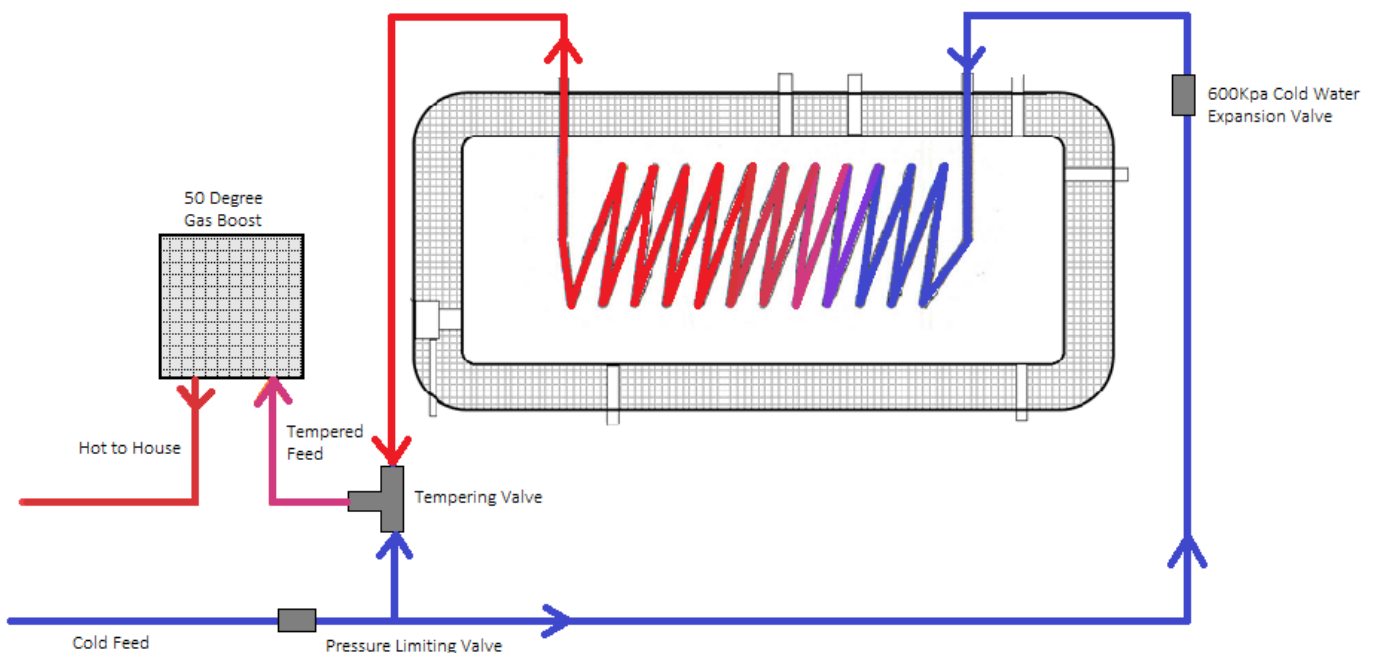 600Kpa Cold Water
Expansion Valve
50 Degree
Gas Boost
Hot to House
Tempered
Feed
Tempering Valve
Cold Feed
Pressure Limiting Valve